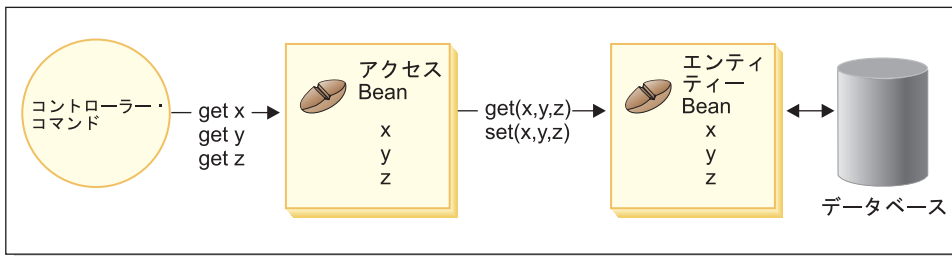 コントローラー・
コマンド
get x
get y
get z
アクセス
Bean
x
y
z
get(x,y,z)
set(x,y,z)
エンティ
ティー
Bean
x
y
z
データベース